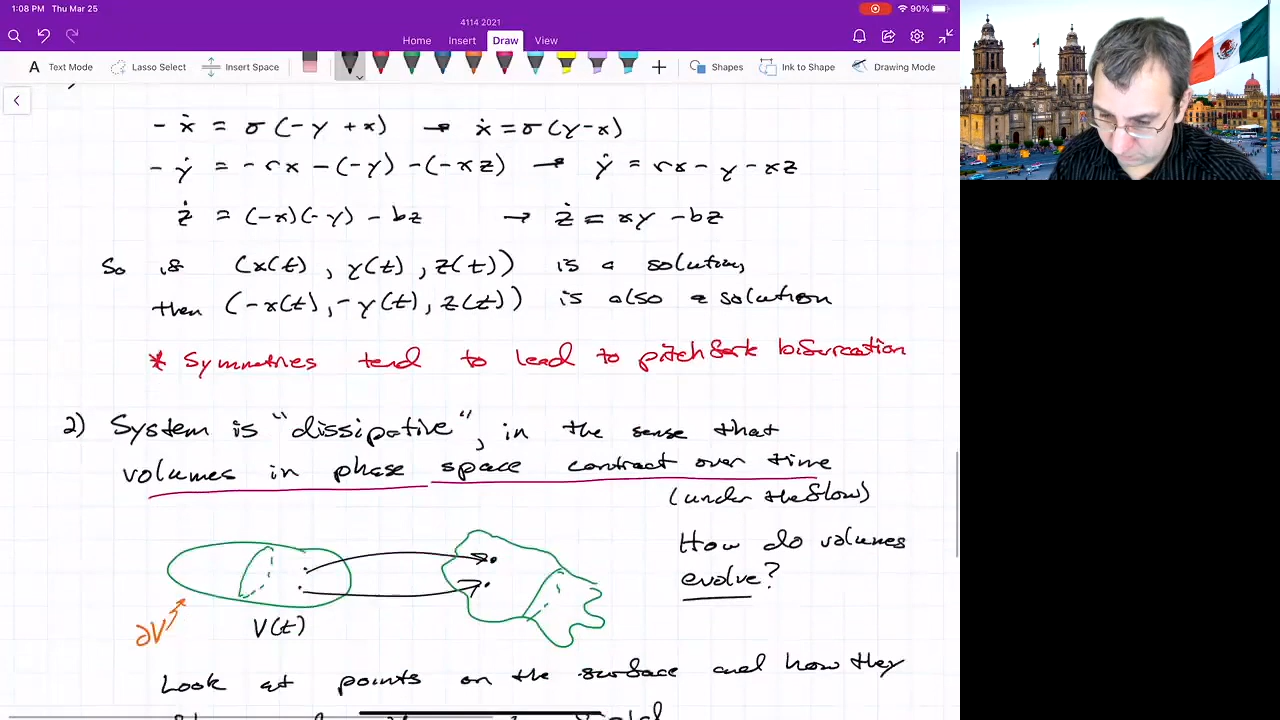 1:08 PM Thu Mar 25
90%
4114 2021
Home Insert Draw View
A Text Mode Lasso Select Insert Space Shapes Ink to Shape Drawing Mode
-ẋ = σ(-y+x) → ẋ = σ(y-x)
-ẏ = -rx -(-y) -(-xz) → ẏ = rx - y - xz
ż = (-x)(-y) - bz → ż = xy - bz
So if (x(t), y(t), z(t)) is a solution,
then (-x(t), -y(t), z(t)) is also a solution
* Symmetries tend to lead to pitchfork bifurcation
2) System is "dissipative", in the sense that
volumes in phase space contract over time
(under the flow)
How do volumes
evolve?
∂V
V(t)
Look at points on the surface and how they